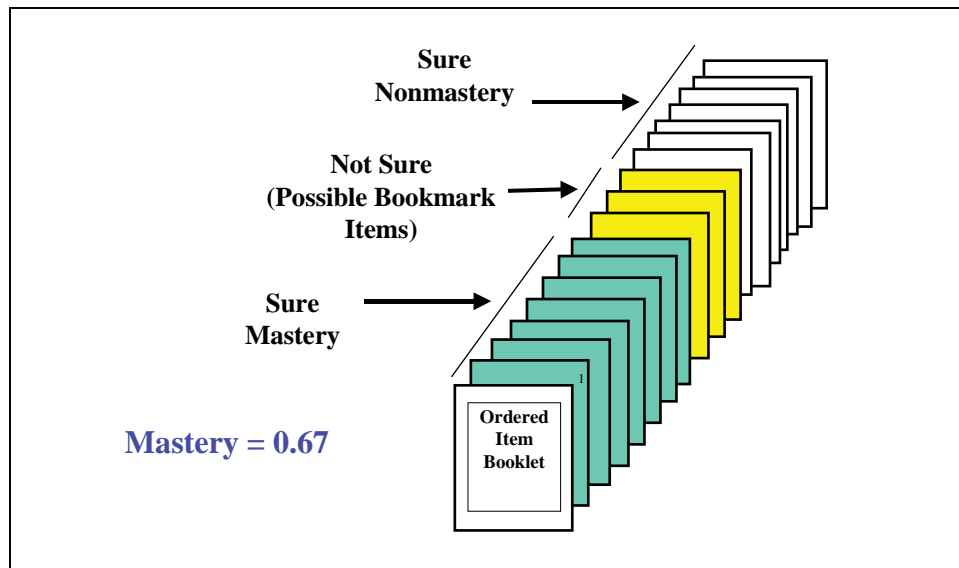 Sure
Nonmastery
Not Sure
(Possible Bookmark
Items)
Sure
Mastery
1
Ordered
Item
Booklet
Mastery = 0.67